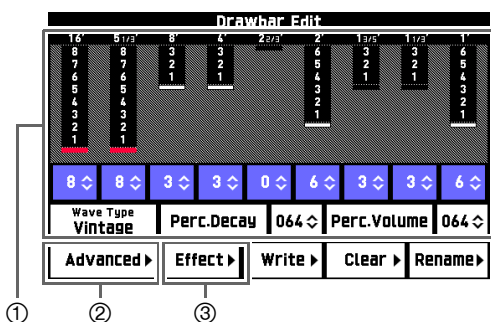 Drawbar Edit
16' 5 1/3' 8' 4' 2 2/3' 2' 1 3/5' 1 1/3' 1'
8 8 3 3 6 3 3 6
7 7 2 2 5 2 2 5
6 6 1 1 4 1 1 4
5 5 3 3
4 4 2 2
3 3 1 1
2 2
1 1
8 8 3 3 0 6 3 3 6
Wave Type
Vintage Perc.Decay 064 Perc.Volume 064
Advanced Effect Write Clear Rename
① ② ③